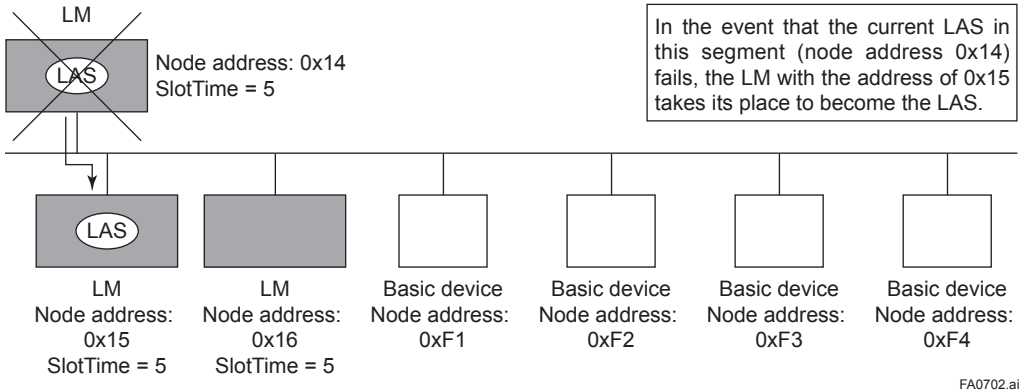 LM
LAS
Node address: 0x14
SlotTime = 5
In the event that the current LAS in
this segment (node address 0x14)
fails, the LM with the address of 0x15
takes its place to become the LAS.
LAS
LM
Node address:
0x15
SlotTime = 5
LM
Node address:
0x16
SlotTime = 5
Basic device
Node address:
0xF1
Basic device
Node address:
0xF2
Basic device
Node address:
0xF3
Basic device
Node address:
0xF4
FA0702.ai